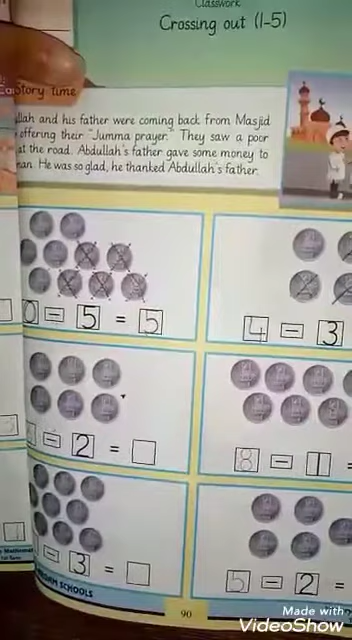 Classwork
Crossing out (1-5)
Story time
ullah and his father were coming back from Masjid
offering their "Jumma prayer." They saw a poor
at the road. Abdullah's father gave some money to
man. He was so glad, he thanked Abdullah's father.
0 - 5 = 5
4 - 3
- 2 =
8 - 1 =
- 3 =
5 - 2 =
SCHOOLS
90
Made with
VideoShow